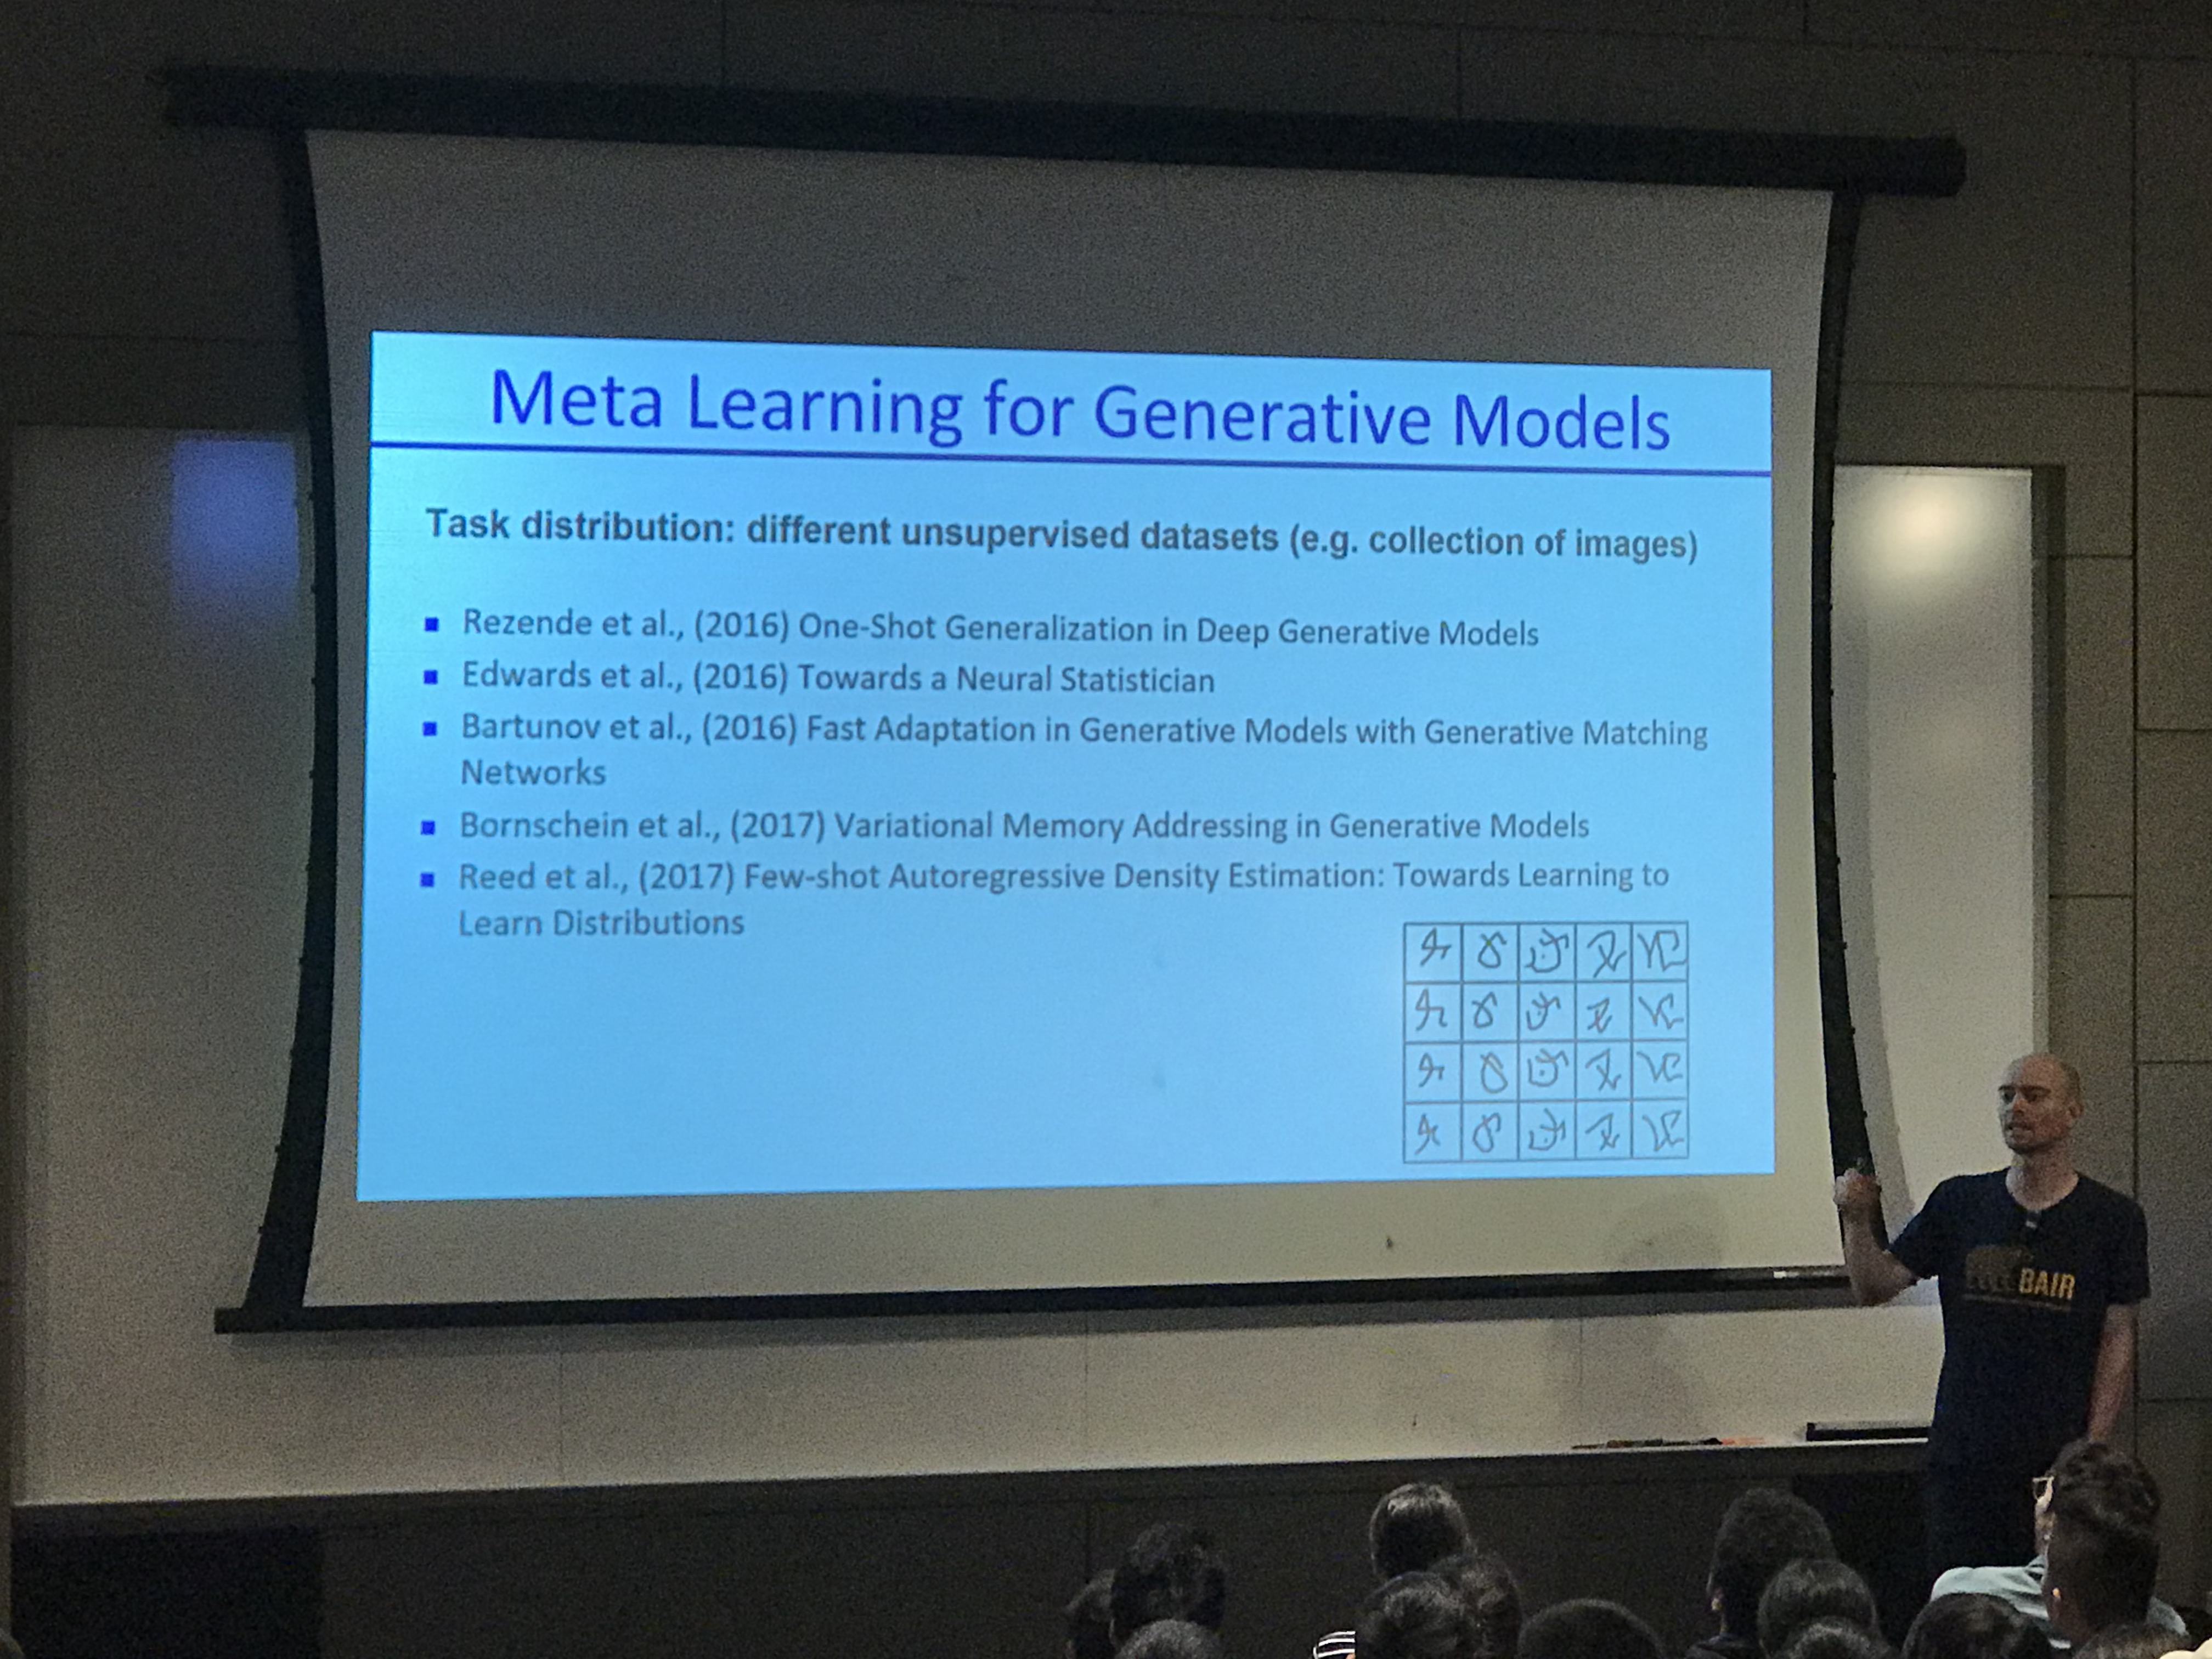 Meta Learning for Generative Models
Task distribution: different unsupervised datasets (e.g. collection of images)
Rezende et al., (2016) One-Shot Generalization in Deep Generative Models
Edwards et al., (2016) Towards a Neural Statistician
Bartunov et al., (2016) Fast Adaptation in Generative Models with Generative Matching
Networks
Bornschein et al., (2017) Variational Memory Addressing in Generative Models
Reed et al., (2017) Few-shot Autoregressive Density Estimation: Towards Learning to
Learn Distributions
BAIR